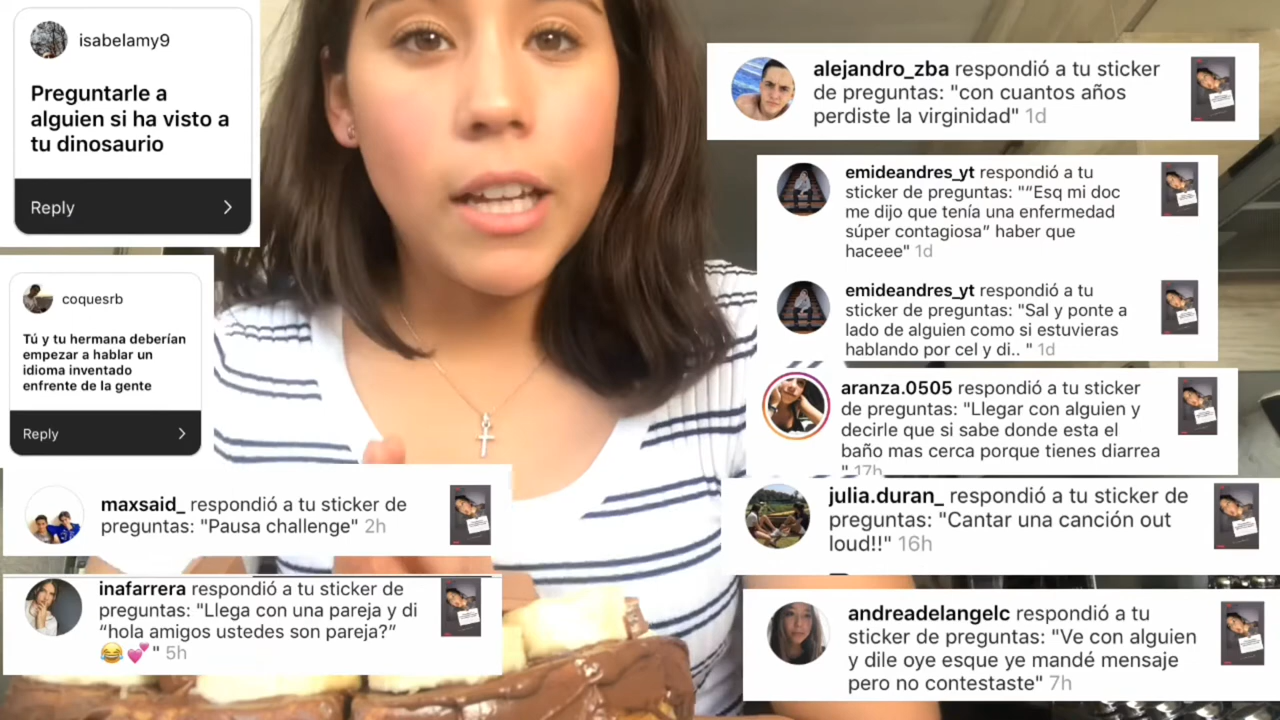 isabelamy9
Preguntarle a
alguien si ha visto a
tu dinosaurio
Reply
coquesrb
Tú y tu hermana deberían
empezar a hablar un
idioma inventado
enfrente de la gente
Reply
maxsaid_ respondió a tu sticker de
preguntas: "Pausa challenge" 2h
inafarrera respondió a tu sticker de
preguntas: "Llega con una pareja y di
“hola amigos ustedes son pareja?”
😂💕 " 5h
alejandro_zba respondió a tu sticker
de preguntas: "con cuantos años
perdiste la virginidad" 1d
emideandres_yt respondió a tu
sticker de preguntas: "“Esq mi doc
me dijo que tenía una enfermedad
súper contagiosa” haber que
haceee" 1d
emideandres_yt respondió a tu
sticker de preguntas: "Sal y ponte a
lado de alguien como si estuvieras
hablando por cel y di.. " 1d
aranza.0505 respondió a tu sticker
de preguntas: "Llegar con alguien y
decirle que si sabe donde esta el
baño mas cerca porque tienes diarrea
" 17h
julia.duran_ respondió a tu sticker de
preguntas: "Cantar una canción out
loud!!" 16h
andreadelangelc respondió a tu
sticker de preguntas: "Ve con alguien
y dile oye esque ye mandé mensaje
pero no contestaste" 7h